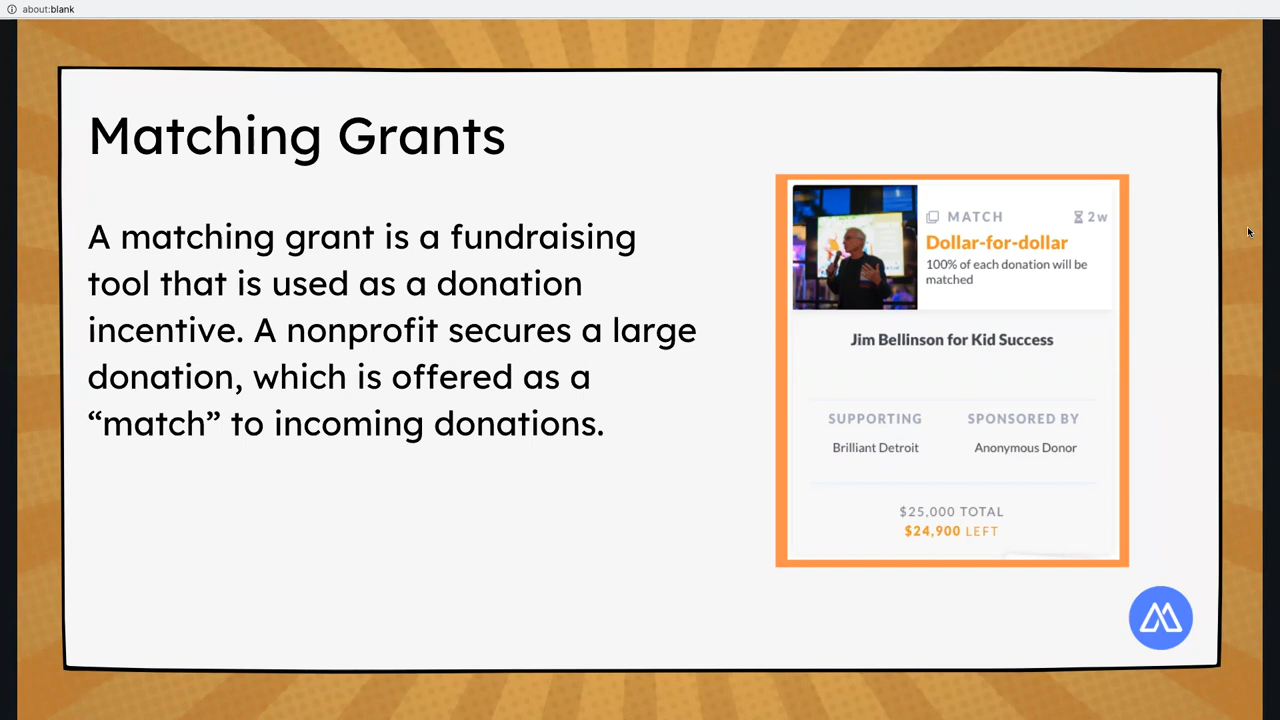 about:blank
Matching Grants
A matching grant is a fundraising
tool that is used as a donation
incentive. A nonprofit secures a large
donation, which is offered as a
“match” to incoming donations.
MATCH 2w
Dollar-for-dollar
100% of each donation will be
matched
Jim Bellinson for Kid Success
SUPPORTING SPONSORED BY
Brilliant Detroit Anonymous Donor
$25,000 TOTAL
$24,900 LEFT